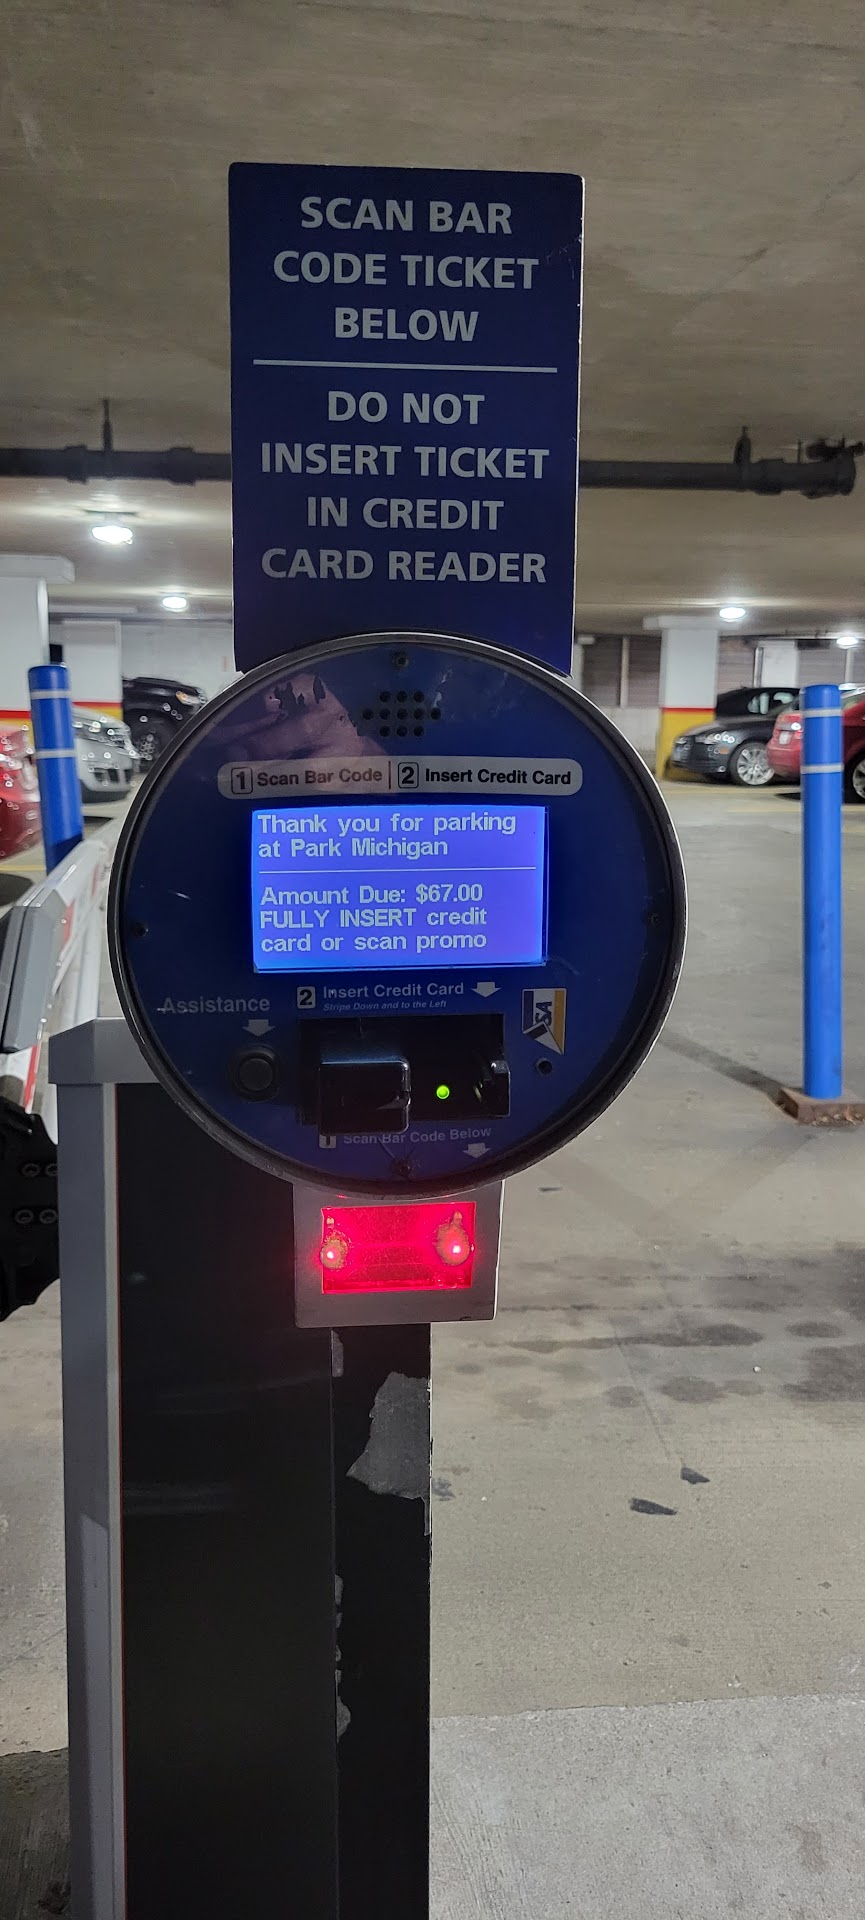 SCAN BAR
CODE TICKET
BELOW
DO NOT
INSERT TICKET
IN CREDIT
CARD READER
1 Scan Bar Code 2 Insert Credit Card
Thank you for parking
at Park Michigan
Amount Due: $67.00
FULLY INSERT credit
card or scan promo
Assistance
2 Insert Credit Card
Stripe Down and to the Left
1 Scan Bar Code Below